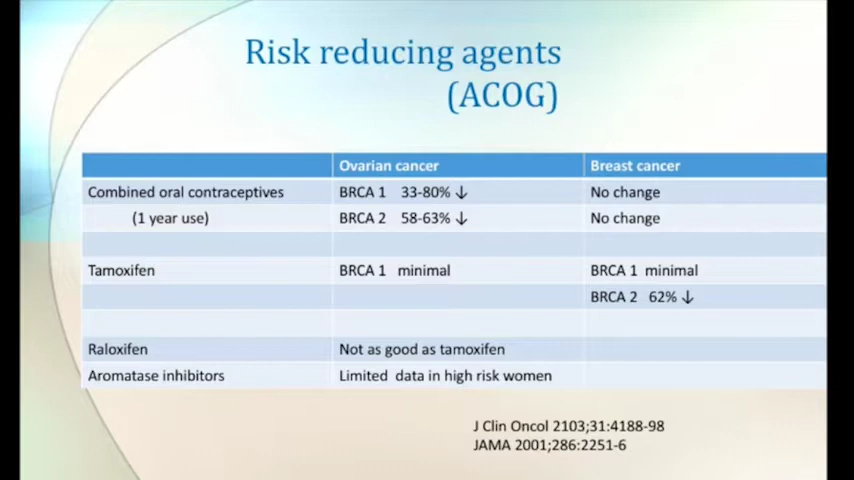 Risk reducing agents
(ACOG)
Ovarian cancer Breast cancer
Combined oral contraceptives BRCA 1 33-80% ↓ No change
(1 year use) BRCA 2 58-63% ↓ No change
Tamoxifen BRCA 1 minimal BRCA 1 minimal
BRCA 2 62% ↓
Raloxifen Not as good as tamoxifen
Aromatase inhibitors Limited data in high risk women
J Clin Oncol 2103;31:4188-98
JAMA 2001;286:2251-6